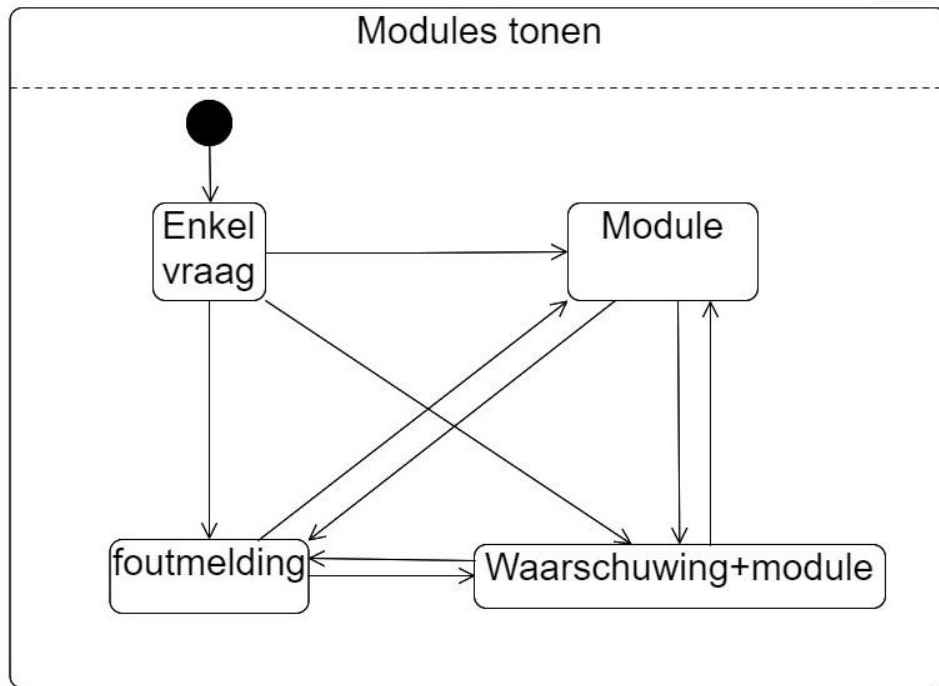 Modules tonen
Enkel
vraag
Module
foutmelding
Waarschuwing+module